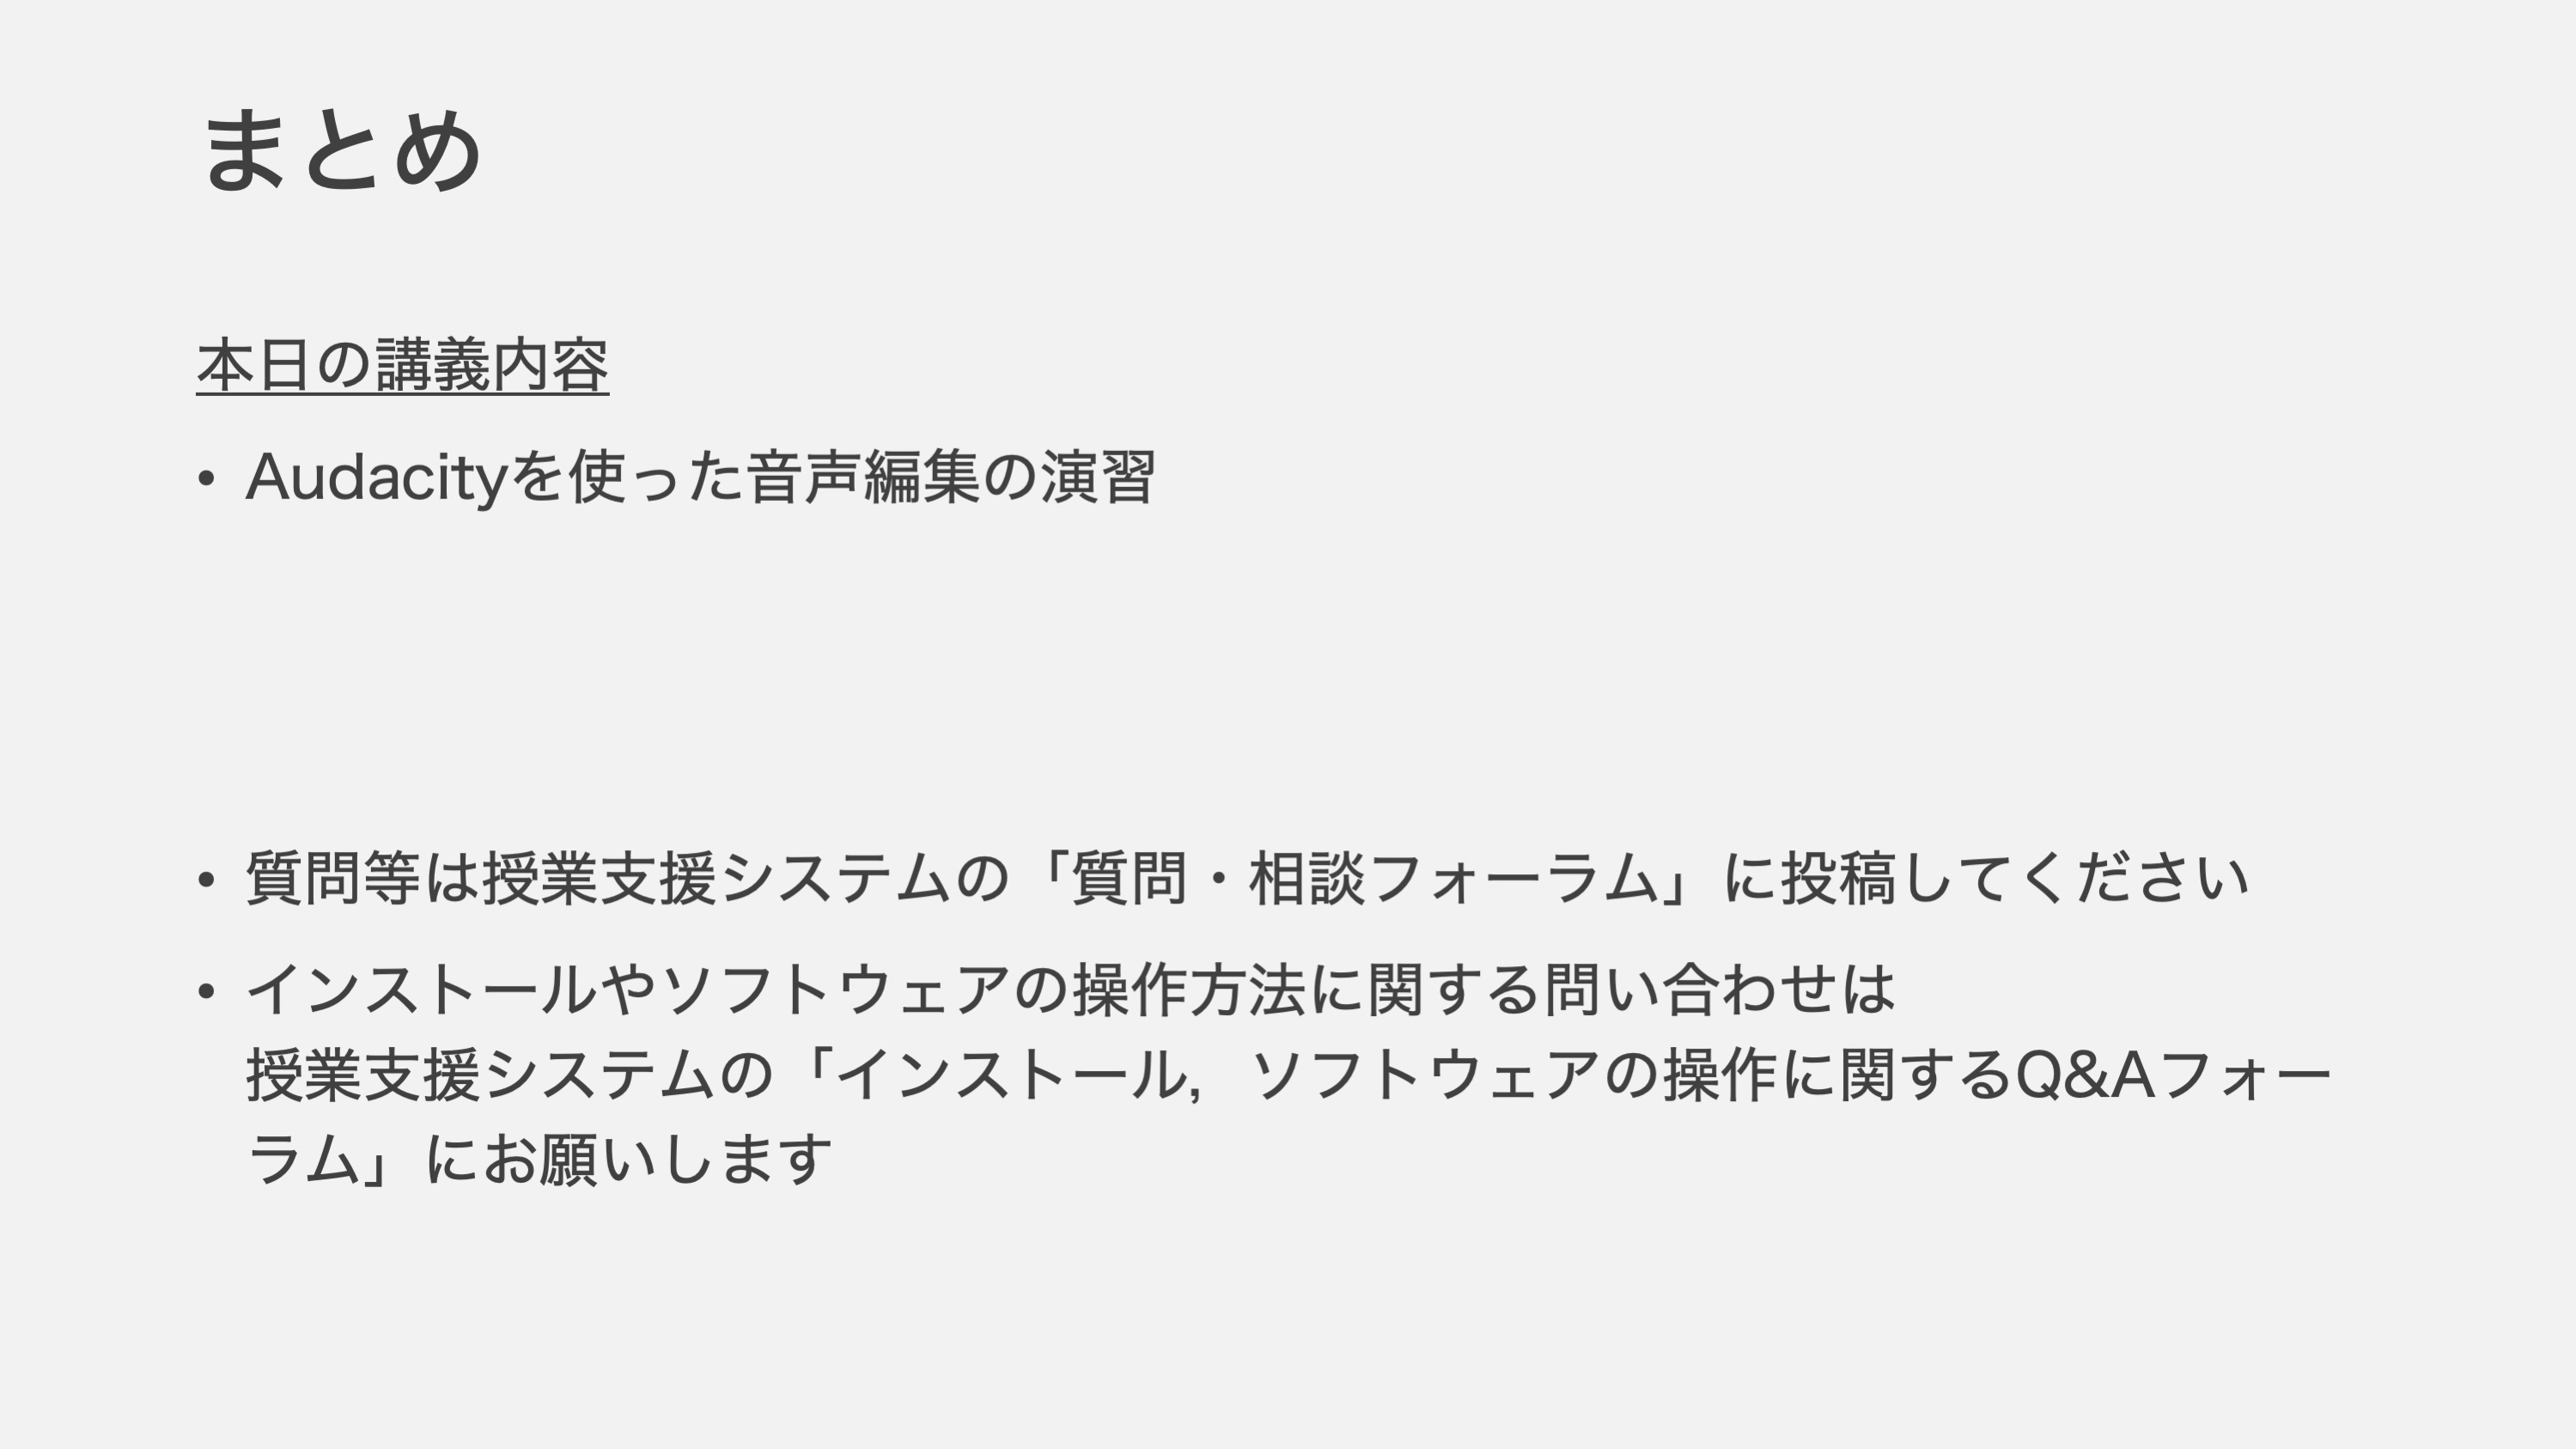 まとめ
本日の講義内容
• Audacityを使った音声編集の演習
• 質問等は授業支援システムの「質問・相談フォーラム」に投稿してください
• インストールやソフトウェアの操作方法に関する問い合わせは
授業支援システムの「インストール，ソフトウェアの操作に関するQ&Aフォー
ラム」にお願いします